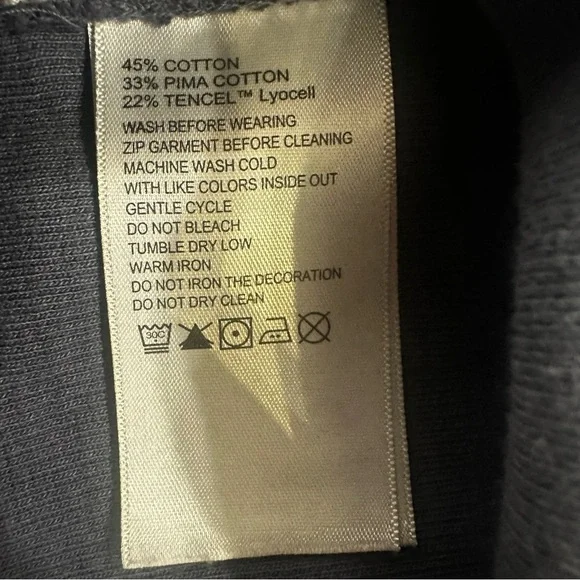 45% COTTON
33% PIMA COTTON
22% TENCEL™ Lyocell
WASH BEFORE WEARING
ZIP GARMENT BEFORE CLEANING
MACHINE WASH COLD
WITH LIKE COLORS INSIDE OUT
GENTLE CYCLE
DO NOT BLEACH
TUMBLE DRY LOW
WARM IRON
DO NOT IRON THE DECORATION
DO NOT DRY CLEAN
30C